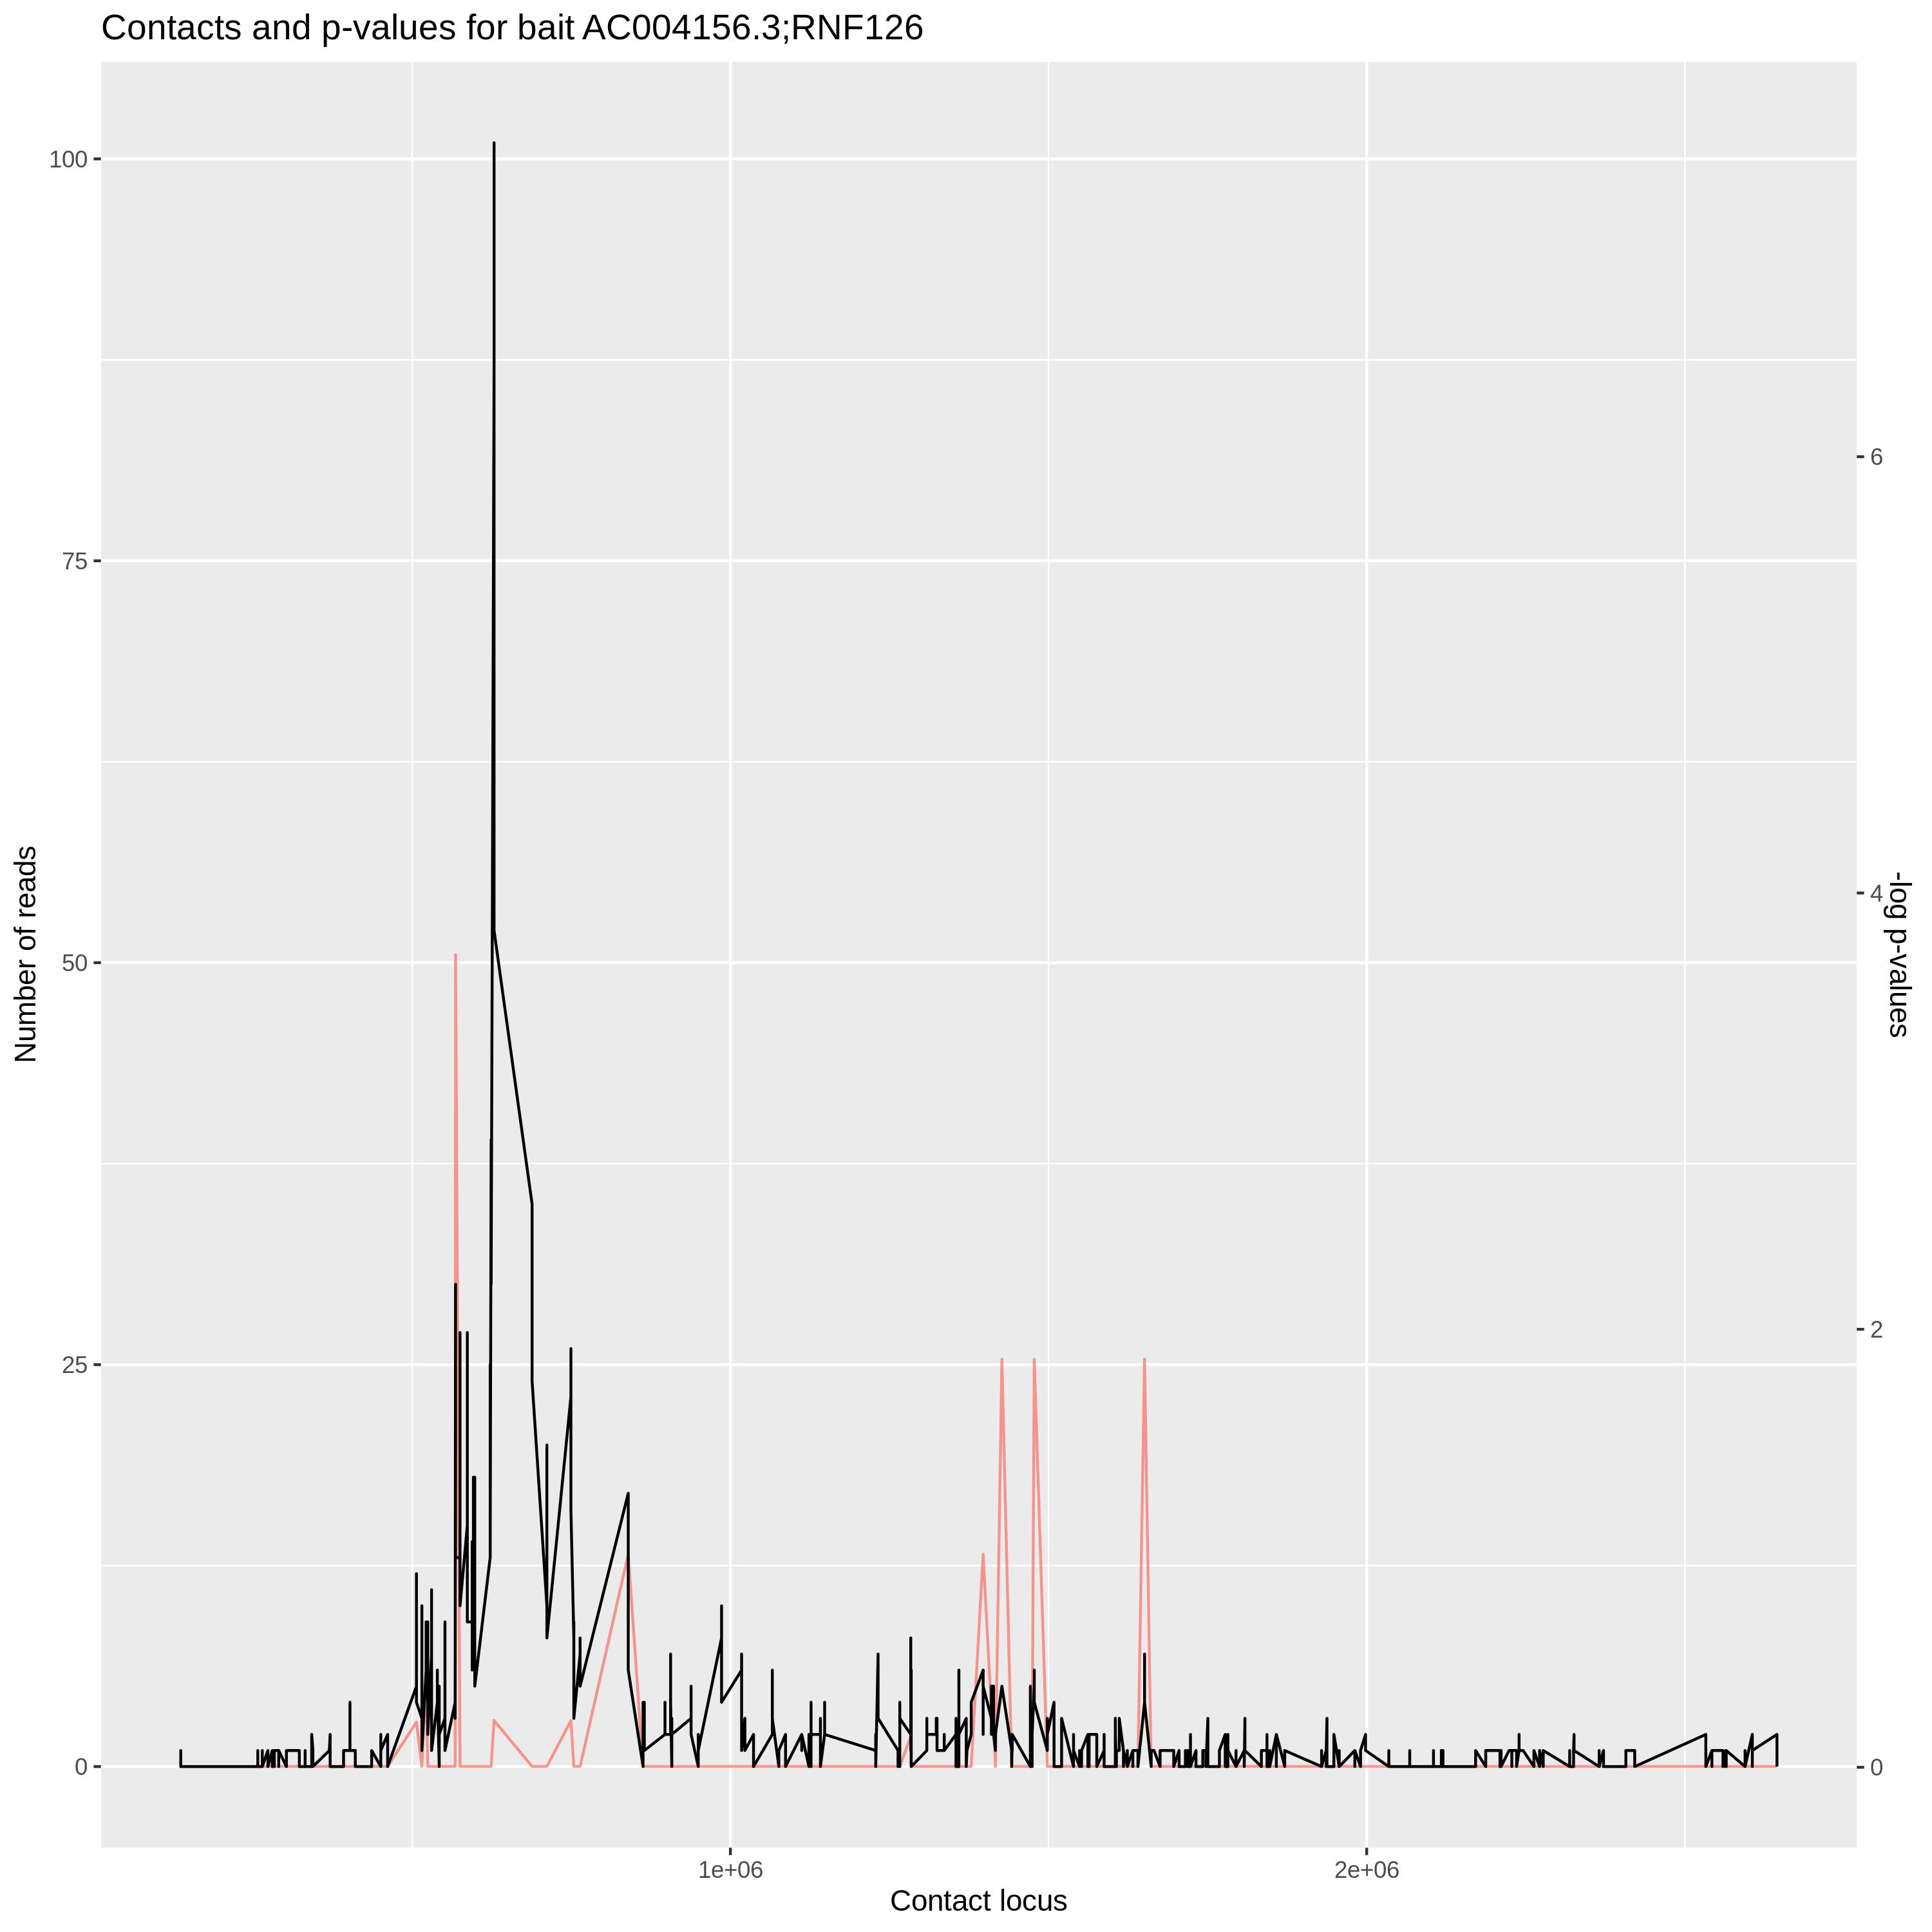 Contacts and p-values for bait AC004156.3;RNF126
100
75
50
25
0
Number of reads
6
4
2
0
-log p-values
1e+06
2e+06
Contact locus